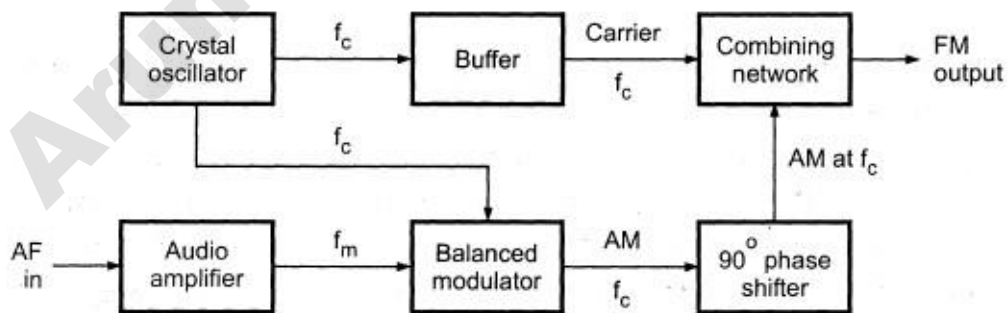 Crystal
oscillator
f_c
Buffer
Carrier
f_c
Combining
network
FM
output
f_c
AM at f_c
AF
in
Audio
amplifier
f_m
Balanced
modulator
AM
f_c
90° phase
shifter
Arun